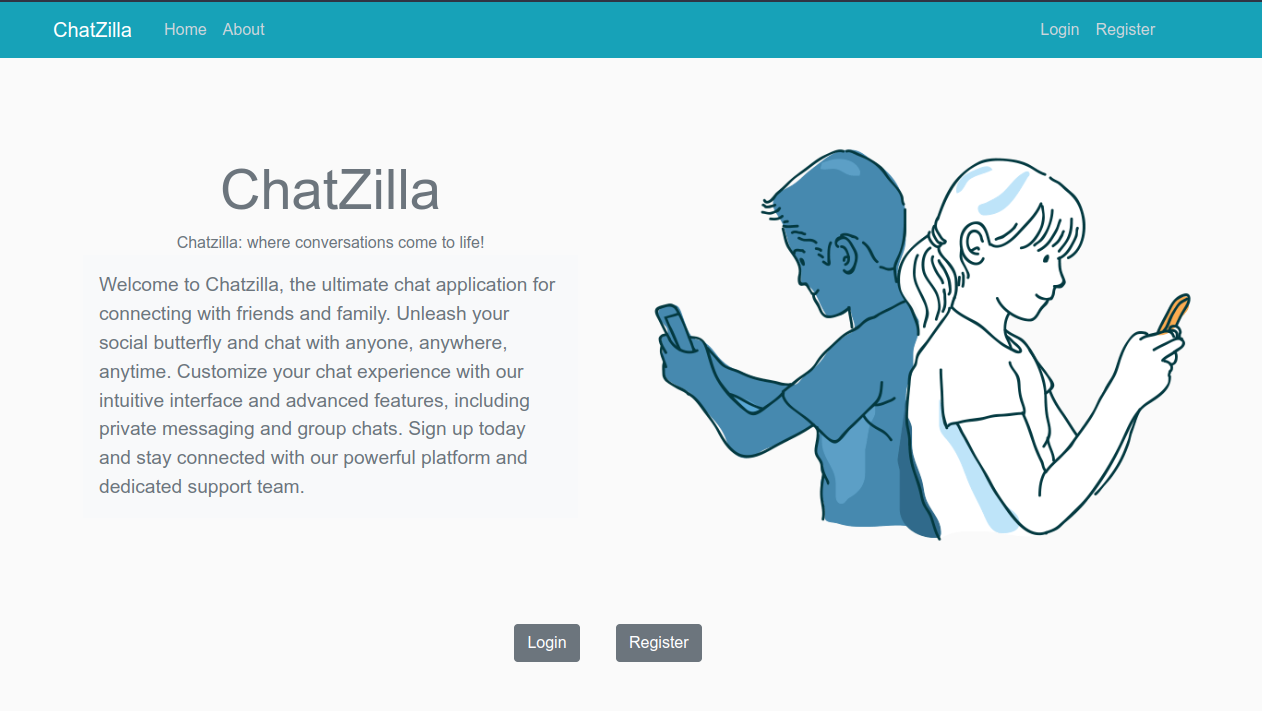 ChatZilla Home About Login Register
ChatZilla
Chatzilla: where conversations come to life!
Welcome to Chatzilla, the ultimate chat application for
connecting with friends and family. Unleash your
social butterfly and chat with anyone, anywhere,
anytime. Customize your chat experience with our
intuitive interface and advanced features, including
private messaging and group chats. Sign up today
and stay connected with our powerful platform and
dedicated support team.
Login Register